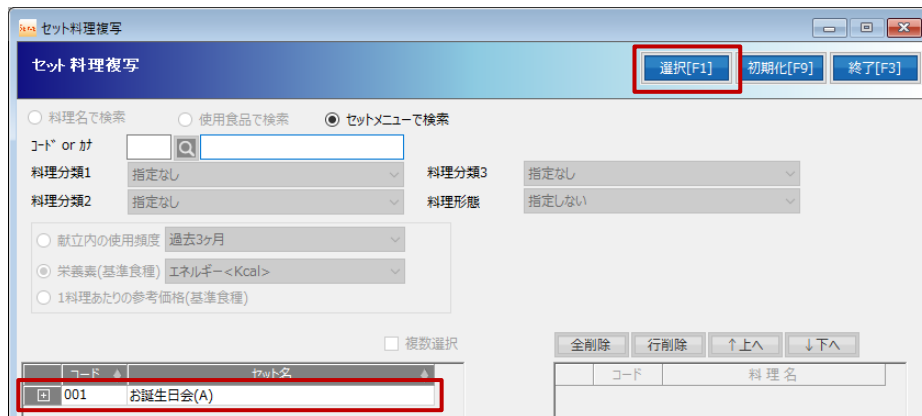 セット料理複写
セット料理複写 選択[F1] 初期化[F9] 終了[F3]
料理名で検索 使用食品で検索 セットメニューで検索
ｺｰﾄﾞ or ｶﾅ
料理分類1 指定なし 料理分類3 指定なし
料理分類2 指定なし 料理形態 指定しない
献立内の使用頻度 過去3ヶ月
栄養素(基準食種) エネルギー<Kcal>
1料理あたりの参考価格(基準食種)
複数選択 全削除 行削除 ↑上へ ↓下へ
コード セット名 コード 料理名
001 お誕生日会(A)